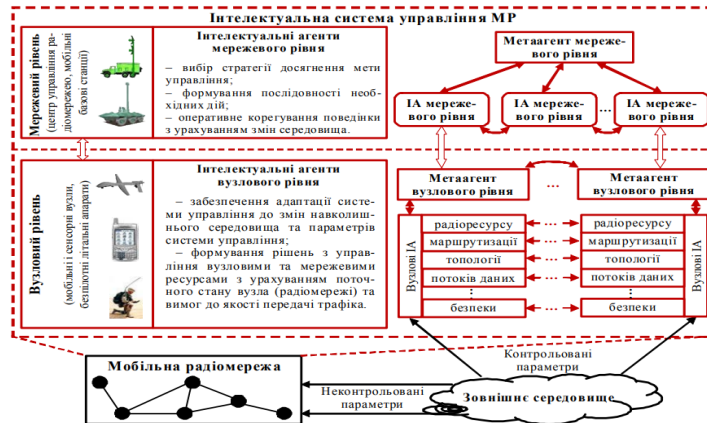 Інтелектуальна система управління МР
Мережевий рівень
(центр управління ра-
діомережею, мобільні
базові станції)
Інтелектуальні агенти
мережевого рівня
– вибір стратегії досягнення мети
управління;
– формування послідовності необ-
хідних дій;
– оперативне корегування поведінки
з урахуванням змін середовища.
Метаагент мереже-
вого рівня
ІА мереже-
вого рівня
ІА мереже-
вого рівня
...
ІА мереже-
вого рівня
Вузловий рівень
(мобільні і сенсорні вузли,
безпілотні літальні апарати)
Інтелектуальні агенти
вузлового рівня
– забезпечення адаптації систе-
ми управління до змін навколиш-
нього середовища та параметрів
системи управління;
– формування рішень з управ-
ління вузловими та мережевими
ресурсами з урахуванням поточ-
ного стану вузла (радіомережі) та
вимог до якості передачі трафіка.
Метаагент
вузлового рівня
...
Метаагент
вузлового рівня
Вузлові ІА
радіоресурсу
маршрутизації
топології
потоків даних
безпеки
...
...
...
...
...
радіоресурсу
маршрутизації
топології
потоків даних
безпеки
Вузлові ІА
Мобільна радіомережа
Контрольовані
параметри
Неконтрольовані
параметри
Зовнішнє середовище